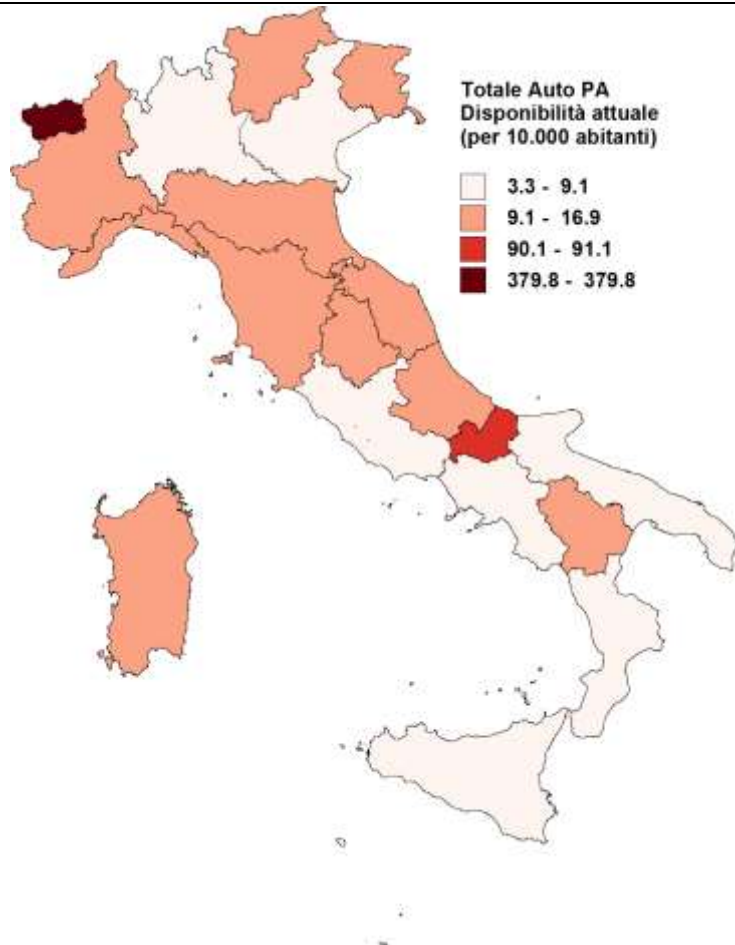 Totale Auto PA
Disponibilità attuale
(per 10.000 abitanti)
3.3 - 9.1
9.1 - 16.9
90.1 - 91.1
379.8 - 379.8